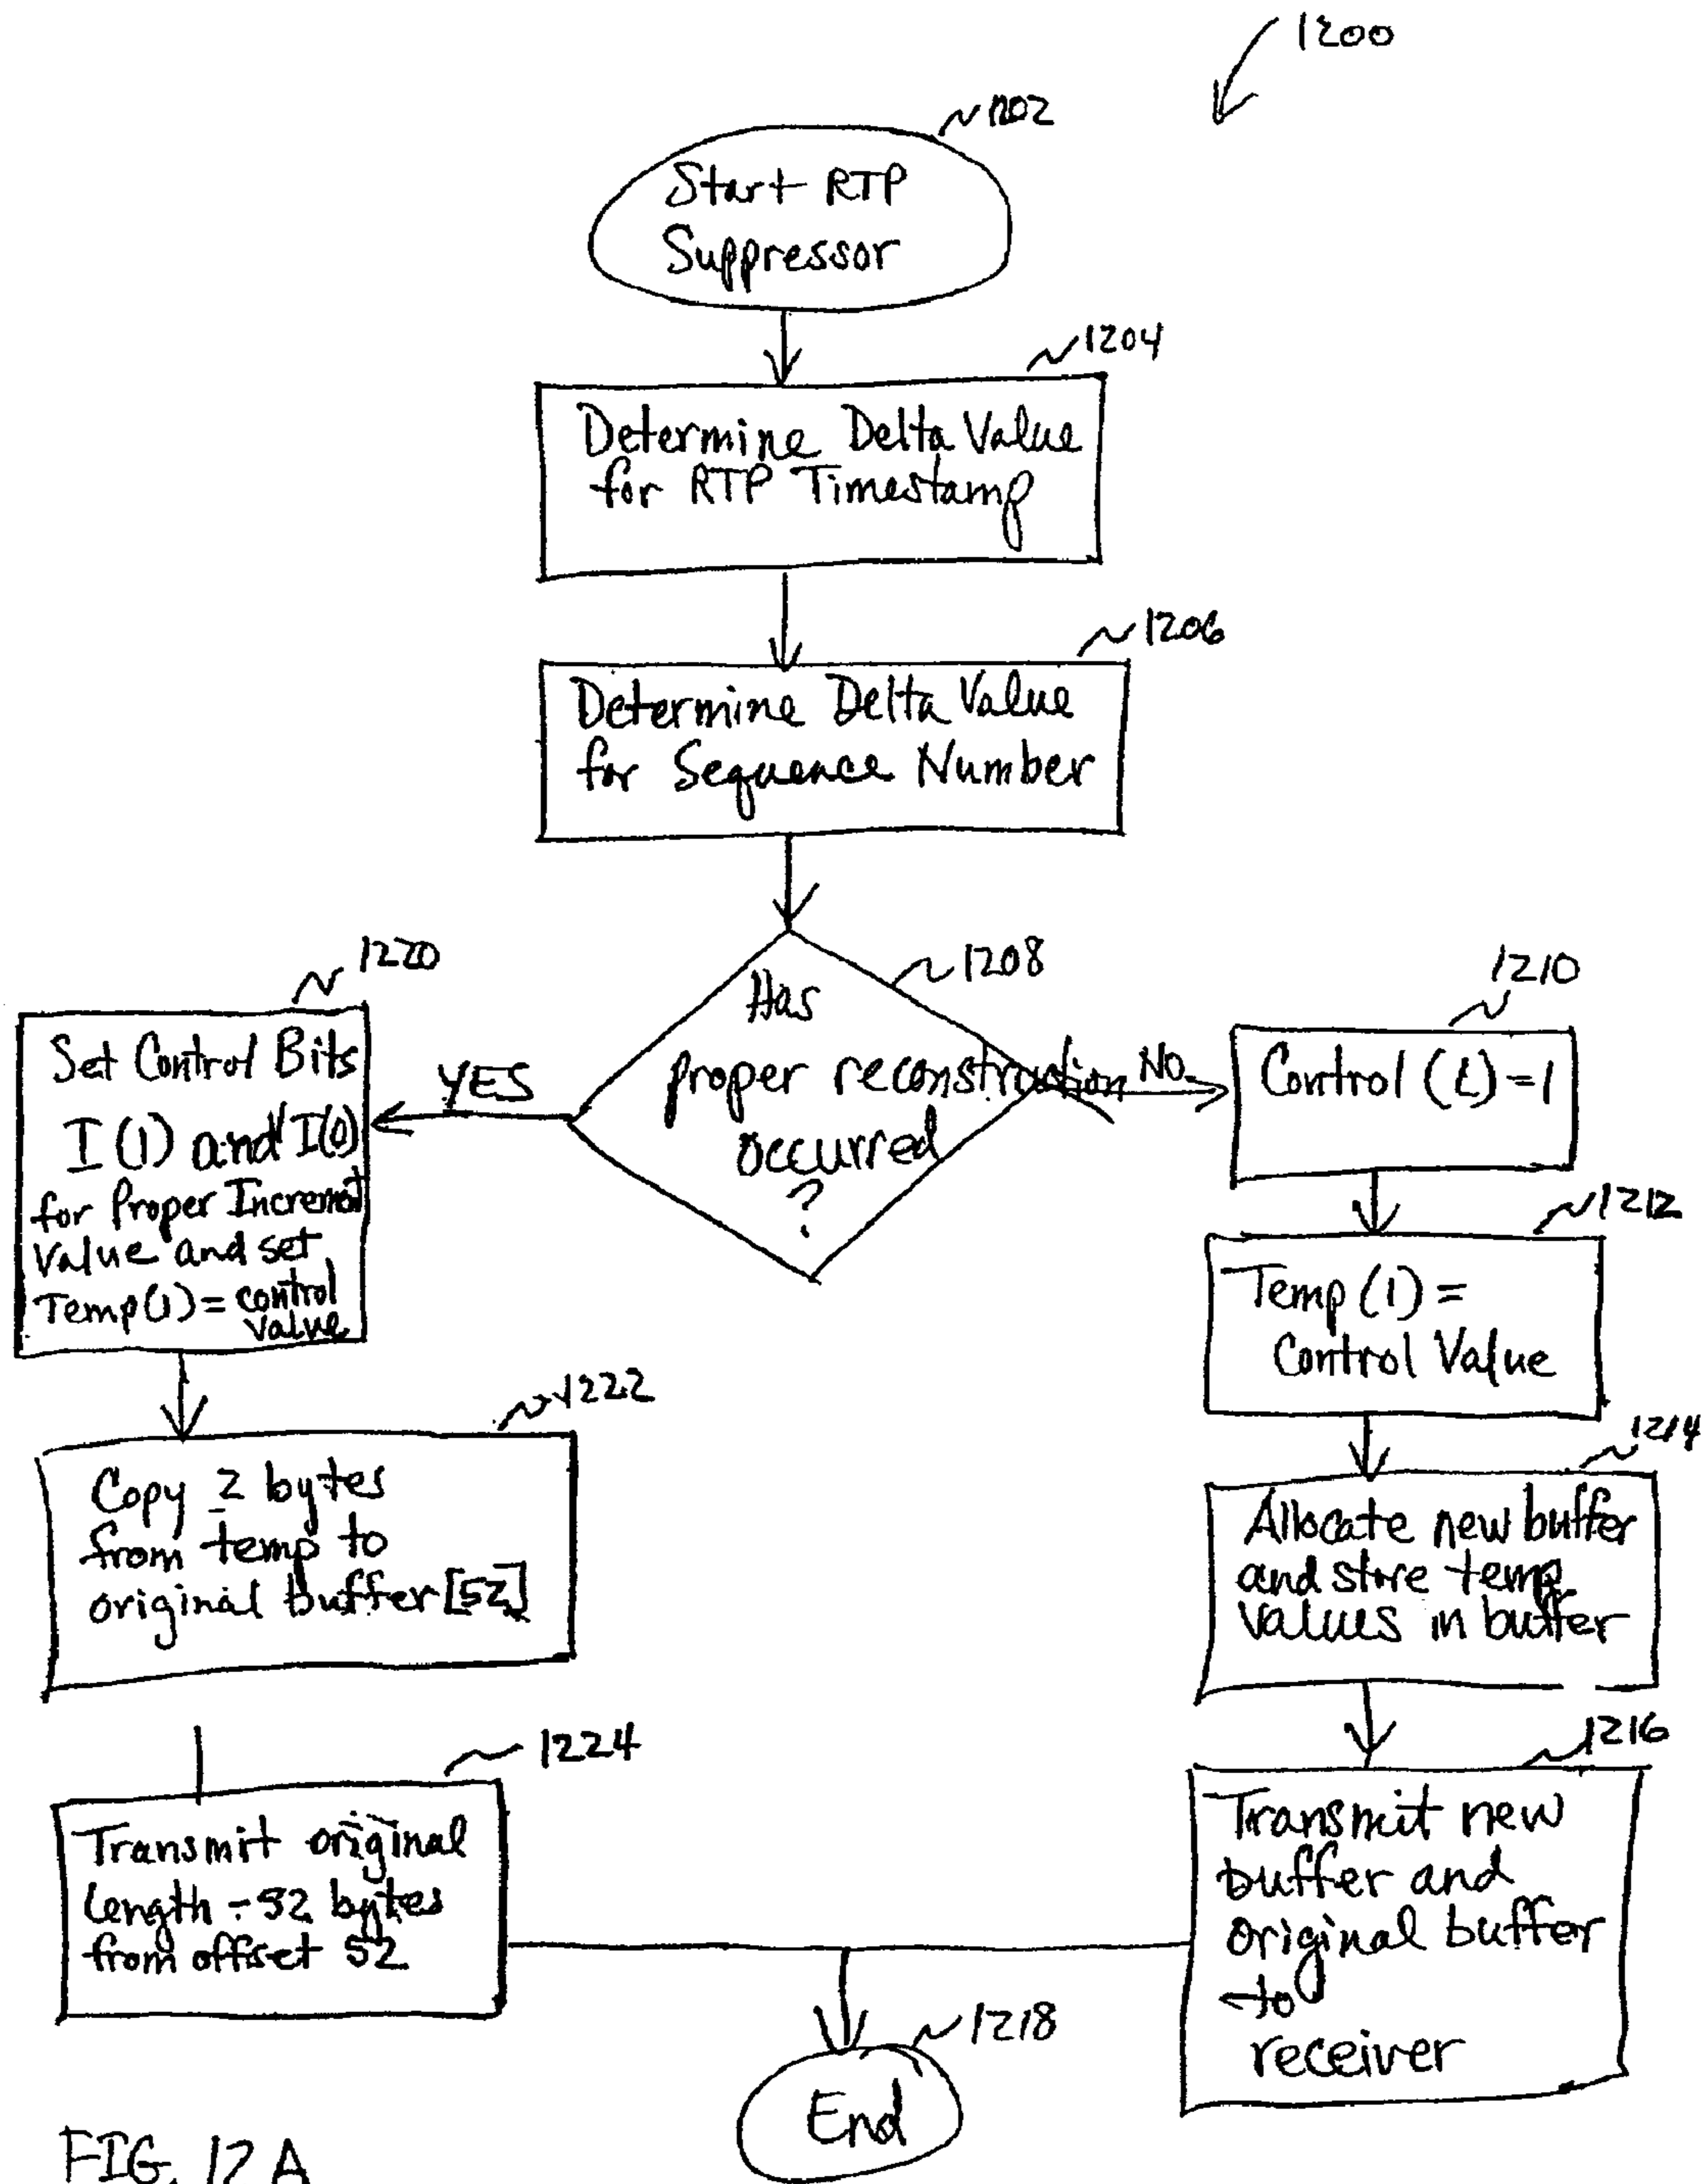 1200
1202
Start RTP
Suppressor
1204
Determine Delta Value
for RTP Timestamp
1206
Determine Delta Value
for Sequence Number
1208
Has
proper reconstruction
occurred
?
YES
NO
1220
Set Control Bits
I(1) and I(0)
for Proper Increment
Value and set
Temp(1) = control
value
1222
Copy 2 bytes
from temp to
original buffer [52]
1224
Transmit original
length - 52 bytes
from offset 52
1210
Control (L) = 1
1212
Temp (1) =
Control Value
1214
Allocate new buffer
and store temp
values in buffer
1216
Transmit new
buffer and
original buffer
to
receiver
1218
End
FIG. 12A